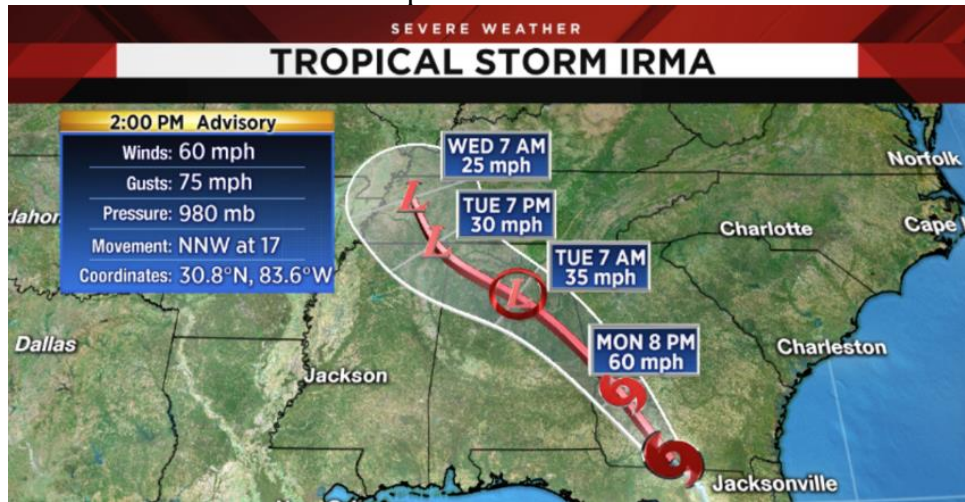 SEVERE WEATHER
TROPICAL STORM IRMA
2:00 PM Advisory
Winds: 60 mph
Gusts: 75 mph
Pressure: 980 mb
Movement: NNW at 17
Coordinates: 30.8°N, 83.6°W
WED 7 AM
25 mph
TUE 7 PM
30 mph
TUE 7 AM
35 mph
MON 8 PM
60 mph
Norfolk
Charlotte
Cape
Dallas
Jackson
Charleston
Jacksonville
L
L
L